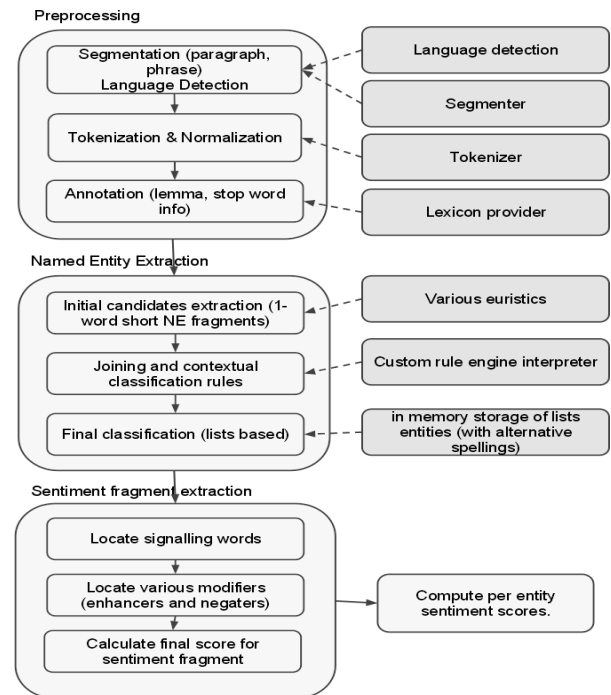 Preprocessing
Segmentation (paragraph,
phrase)
Language Detection
Language detection
Segmenter
Tokenization & Normalization
Tokenizer
Annotation (lemma, stop word
info)
Lexicon provider
Named Entity Extraction
Initial candidates extraction (1-
word short NE fragments)
Various euristics
Joining and contextual
classification rules
Custom rule engine interpreter
Final classification (lists based)
in memory storage of lists
entities (with alternative
spellings)
Sentiment fragment extraction
Locate signalling words
Locate various modifiers
(enhancers and negaters)
Calculate final score for
sentiment fragment
Compute per entity
sentiment scores.